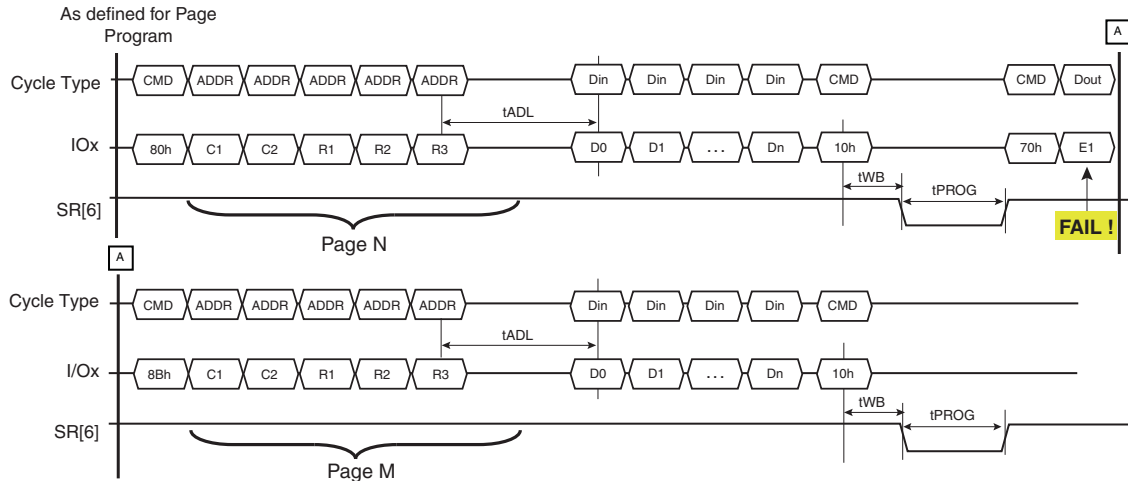 As defined for Page
Program
A
Cycle Type CMD ADDR ADDR ADDR ADDR ADDR Din Din Din Din CMD CMD Dout
tADL
IOx 80h C1 C2 R1 R2 R3 D0 D1 ... Dn 10h 70h E1
tWB tPROG
SR[6]
Page N
FAIL !
A
Cycle Type CMD ADDR ADDR ADDR ADDR ADDR Din Din Din Din CMD
tADL
I/Ox 8Bh C1 C2 R1 R2 R3 D0 D1 ... Dn 10h
tWB tPROG
SR[6]
Page M